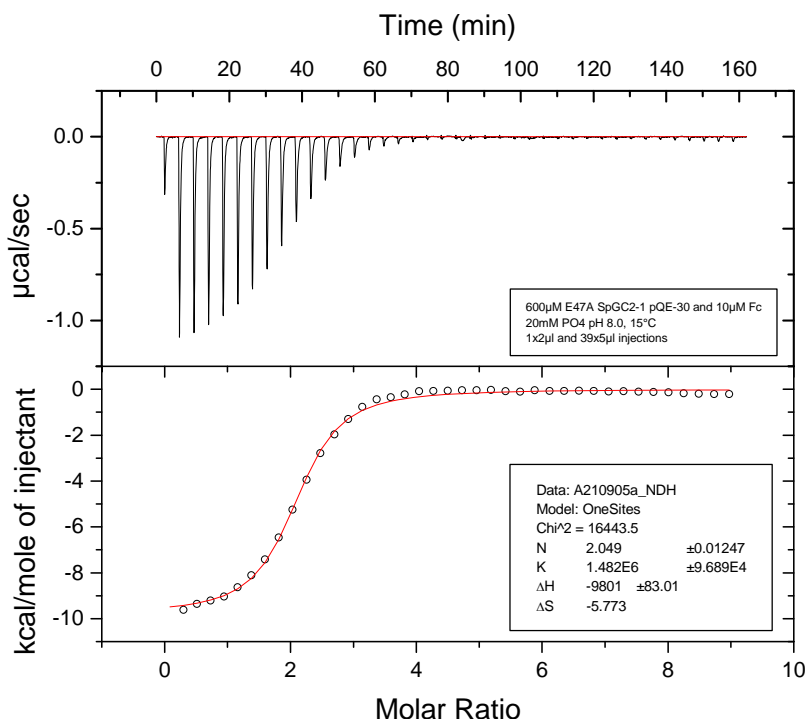 Time (min)
0 20 40 60 80 100 120 140 160
0.0
-0.5
-1.0
µcal/sec
600µM E47A SpGC2-1 pQE-30 and 10µM Fc
20mM PO4 pH 8.0, 15°C
1x2µl and 39x5µl injections
0
-2
-4
-6
-8
-10
kcal/mole of injectant
Data: A210905a_NDH
Model: OneSites
Chi^2 = 16443.5
N 2.049 ±0.01247
K 1.482E6 ±9.689E4
ΔH -9801 ±83.01
ΔS -5.773
0 2 4 6 8 10
Molar Ratio